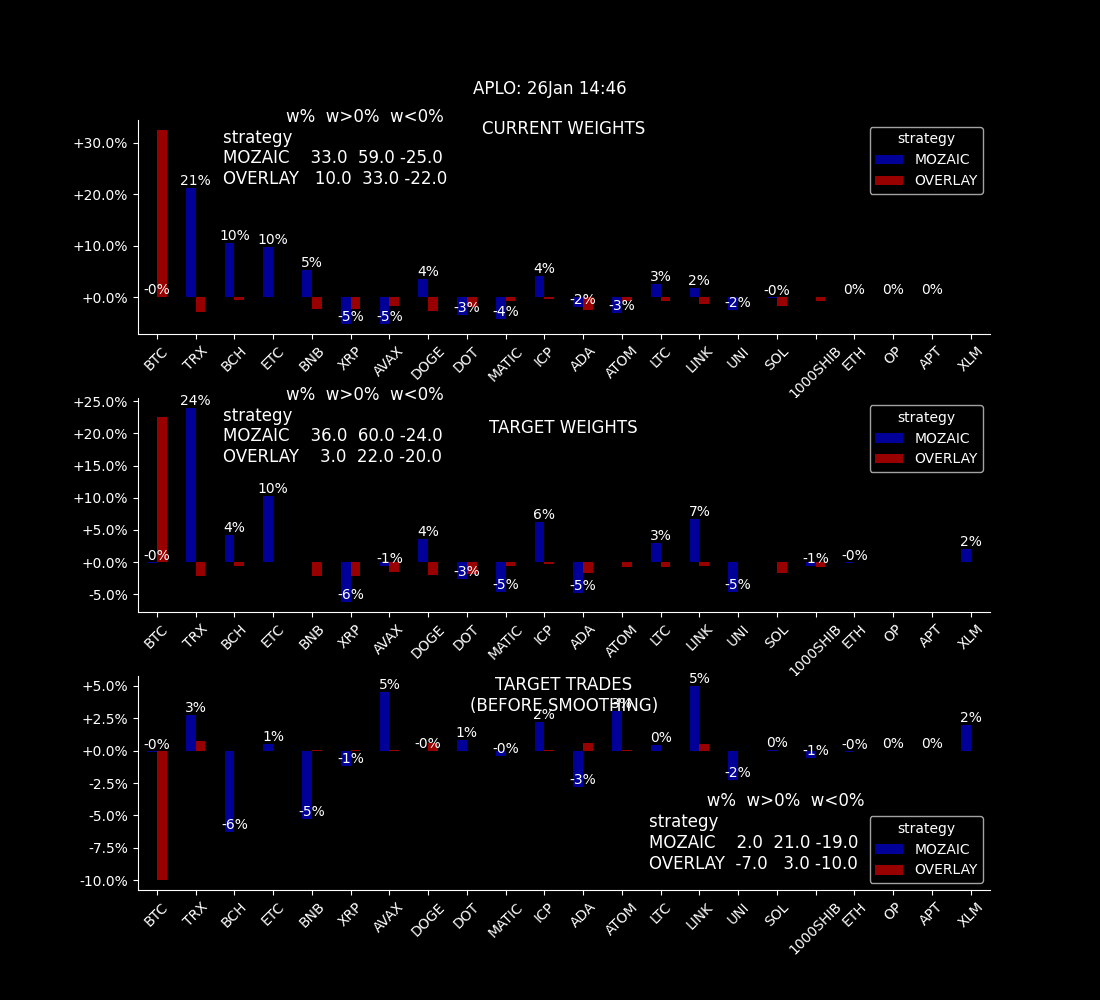 APLO: 26Jan 14:46
CURRENT WEIGHTS
w% w>0% w<0%
strategy
MOZAIC 33.0 59.0 -25.0
OVERLAY 10.0 33.0 -22.0
strategy
MOZAIC
OVERLAY
+30.0%
+20.0%
+10.0%
+0.0%
-0% 21% 10% 10% 5% -5% -5% 4% -3% -4% 4% -2% -3% 3% 2% -2% -0% 0% 0% 0%
BTC TRX BCH ETC BNB XRP AVAX DOGE DOT MATIC ICP ADA ATOM LTC LINK UNI SOL 1000SHIB ETH OP APT XLM
TARGET WEIGHTS
w% w>0% w<0%
strategy
MOZAIC 36.0 60.0 -24.0
OVERLAY 3.0 22.0 -20.0
strategy
MOZAIC
OVERLAY
+25.0%
+20.0%
+15.0%
+10.0%
+5.0%
+0.0%
-5.0%
-0% 24% 4% 10% -6% -1% 4% -3% -5% 6% -5% 3% 7% -5% -1% -0% 2%
BTC TRX BCH ETC BNB XRP AVAX DOGE DOT MATIC ICP ADA ATOM LTC LINK UNI SOL 1000SHIB ETH OP APT XLM
TARGET TRADES
(BEFORE SMOOTHING)
+5.0%
+2.5%
+0.0%
-2.5%
-5.0%
-7.5%
-10.0%
-0% 3% -6% 1% -5% -1% 5% -0% 1% -0% 2% -3% 3% 0% 5% -2% 0% -1% -0% 0% 0% 2%
w% w>0% w<0%
strategy
MOZAIC 2.0 21.0 -19.0
OVERLAY -7.0 3.0 -10.0
strategy
MOZAIC
OVERLAY
BTC TRX BCH ETC BNB XRP AVAX DOGE DOT MATIC ICP ADA ATOM LTC LINK UNI SOL 1000SHIB ETH OP APT XLM